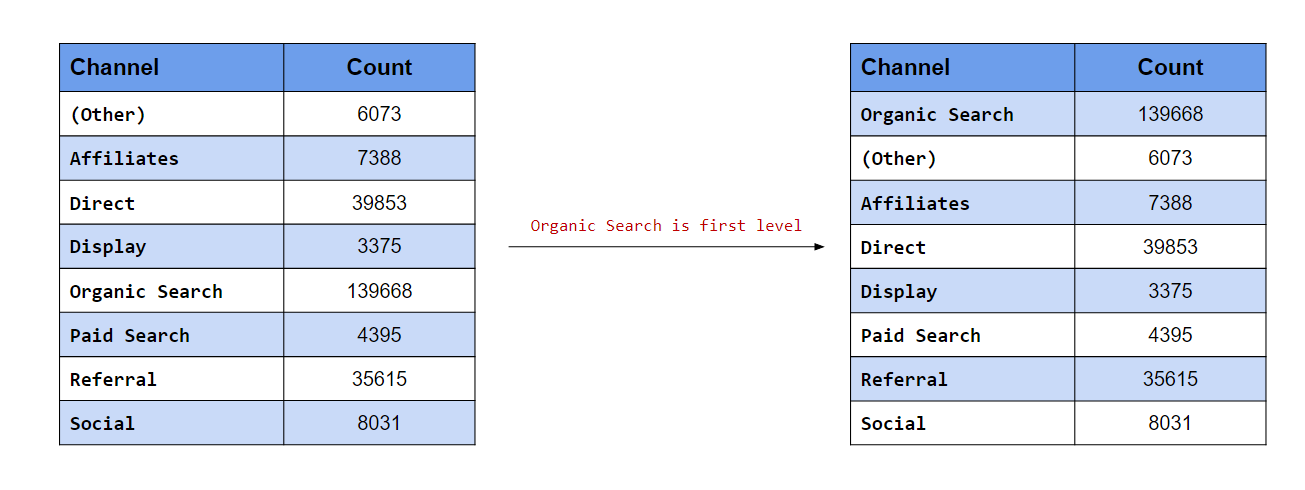 Channel Count
(Other) 6073
Affiliates 7388
Direct 39853
Display 3375
Organic Search 139668
Paid Search 4395
Referral 35615
Social 8031
Organic Search is first level
Channel Count
Organic Search 139668
(Other) 6073
Affiliates 7388
Direct 39853
Display 3375
Paid Search 4395
Referral 35615
Social 8031